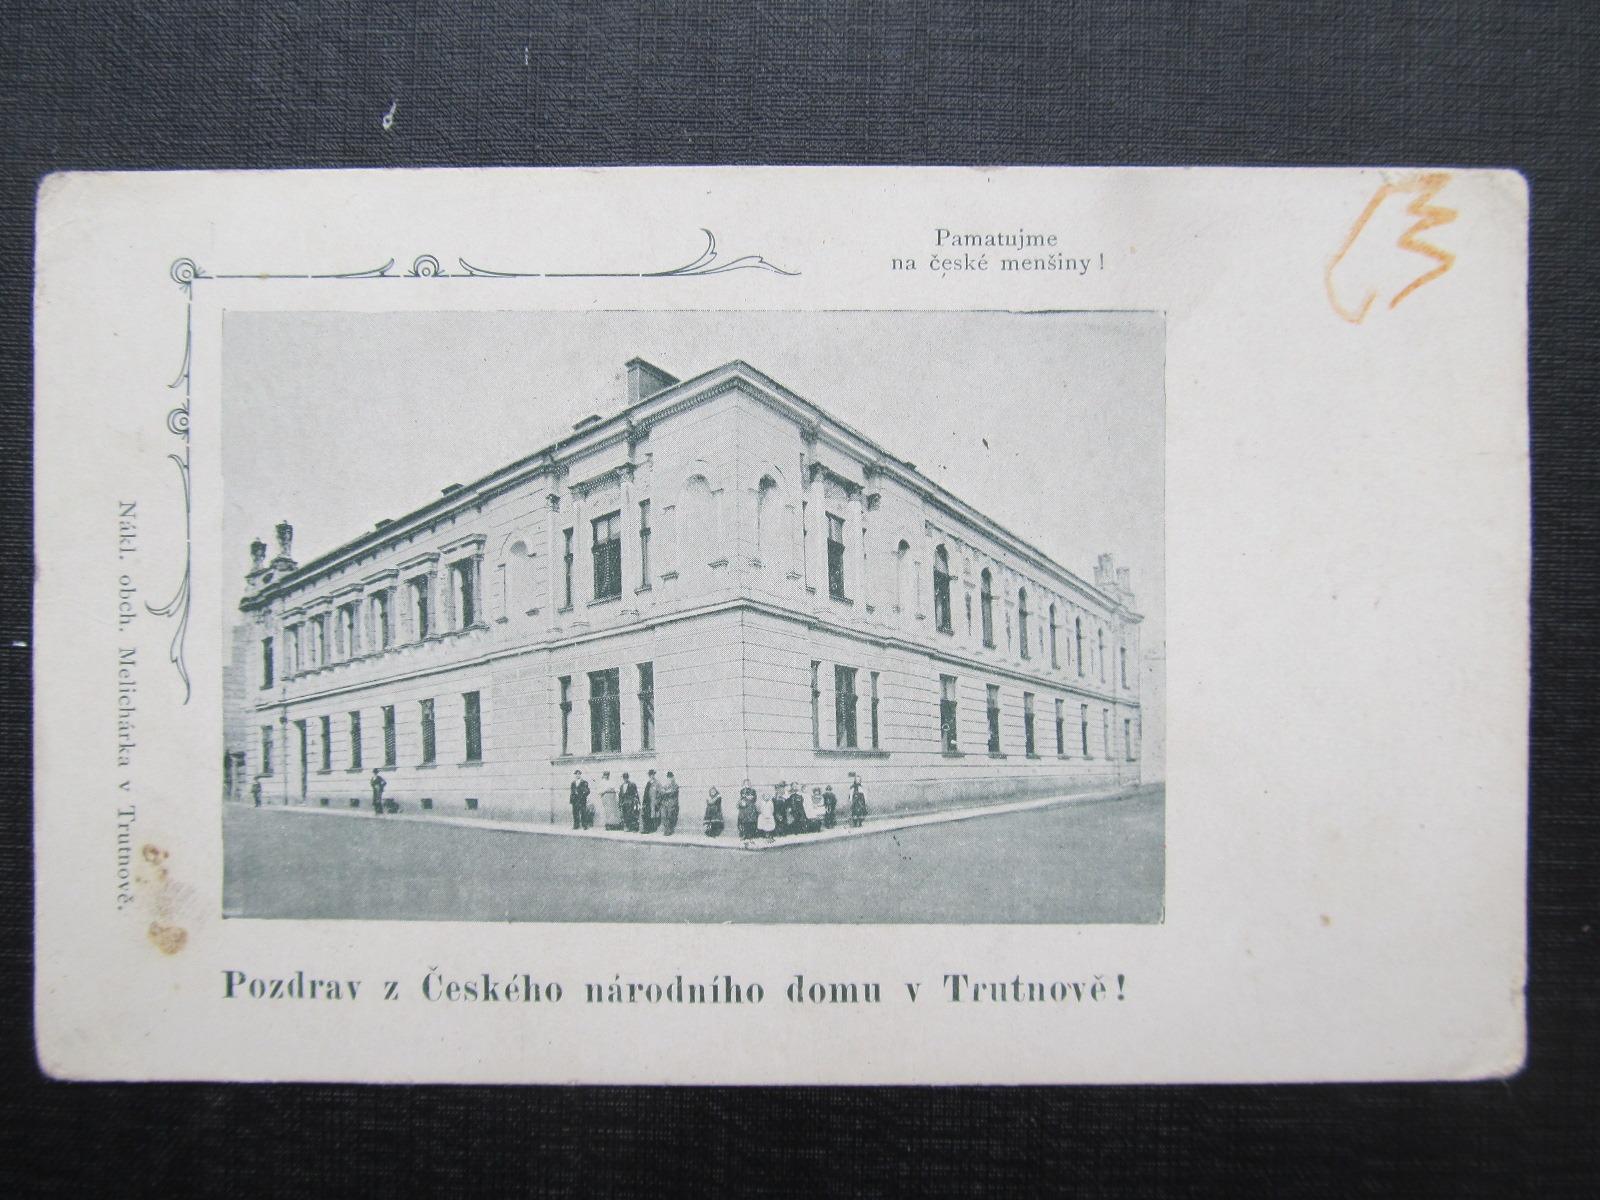 Pamatujme
na české menšiny!
Nákl. obch. Melichárka v Trutnově.
Pozdrav z Českého národního domu v Trutnově!